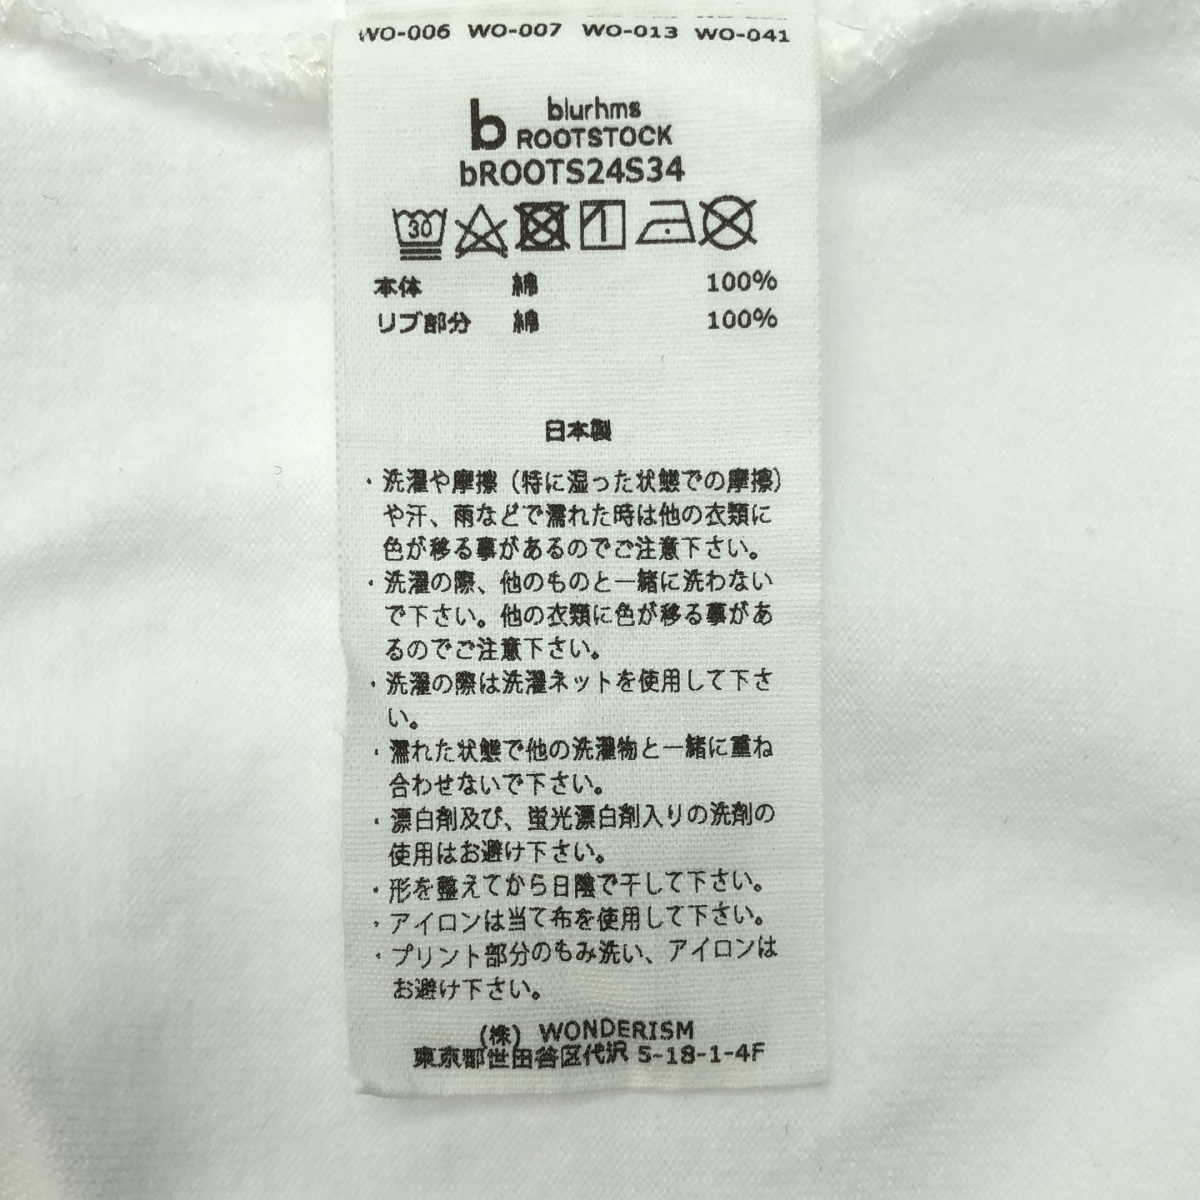 WO-006 WO-007 WO-013 WO-041
b blurhms
ROOTSTOCK
bROOTS24S34
30
本体 綿 100%
リブ部分 綿 100%
日本製
・洗濯や摩擦（特に湿った状態での摩擦）
や汗、雨などで濡れた時は他の衣類に
色が移る事があるのでご注意下さい。
・洗濯の際、他のものと一緒に洗わない
で下さい。他の衣類に色が移る事があ
るのでご注意下さい。
・洗濯の際は洗濯ネットを使用して下さ
い。
・濡れた状態で他の洗濯物と一緒に重ね
合わせないで下さい。
・漂白剤及び、蛍光漂白剤入りの洗剤の
使用はお避け下さい。
・形を整えてから日陰で干して下さい。
・アイロンは当て布を使用して下さい。
・プリント部分のもみ洗い、アイロンは
お避け下さい。
(株) WONDERISM
東京都世田谷区代沢 5-18-1-4F